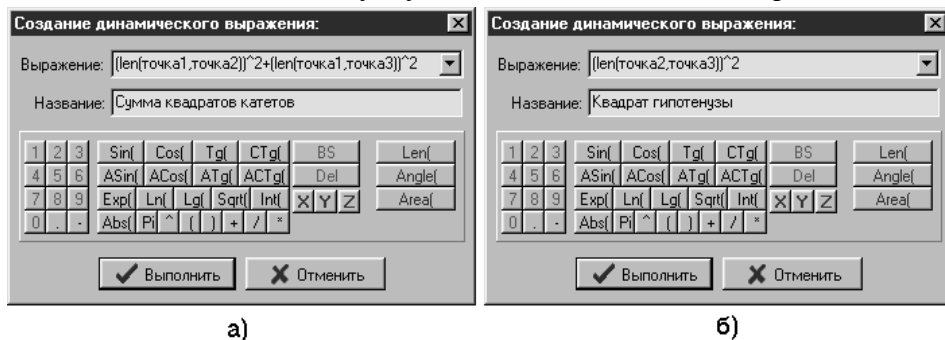 Создание динамического выражения:
Выражение: (len(точка1,точка2))^2+(len(точка1,точка3))^2
Название: Сумма квадратов катетов
1 2 3 Sin( Cos( Tg( CTg( BS Len(
4 5 6 ASin( ACos( ATg( ACTg( Del Angle(
7 8 9 Exp( Ln( Lg( Sqrt( Int( X Y Z Area(
0 . - Abs( Pi ^ ( ) + / *
Выполнить Отменить
а)
Создание динамического выражения:
Выражение: (len(точка2,точка3))^2
Название: Квадрат гипотенузы
1 2 3 Sin( Cos( Tg( CTg( BS Len(
4 5 6 ASin( ACos( ATg( ACTg( Del Angle(
7 8 9 Exp( Ln( Lg( Sqrt( Int( X Y Z Area(
0 . - Abs( Pi ^ ( ) + / *
Выполнить Отменить
б)